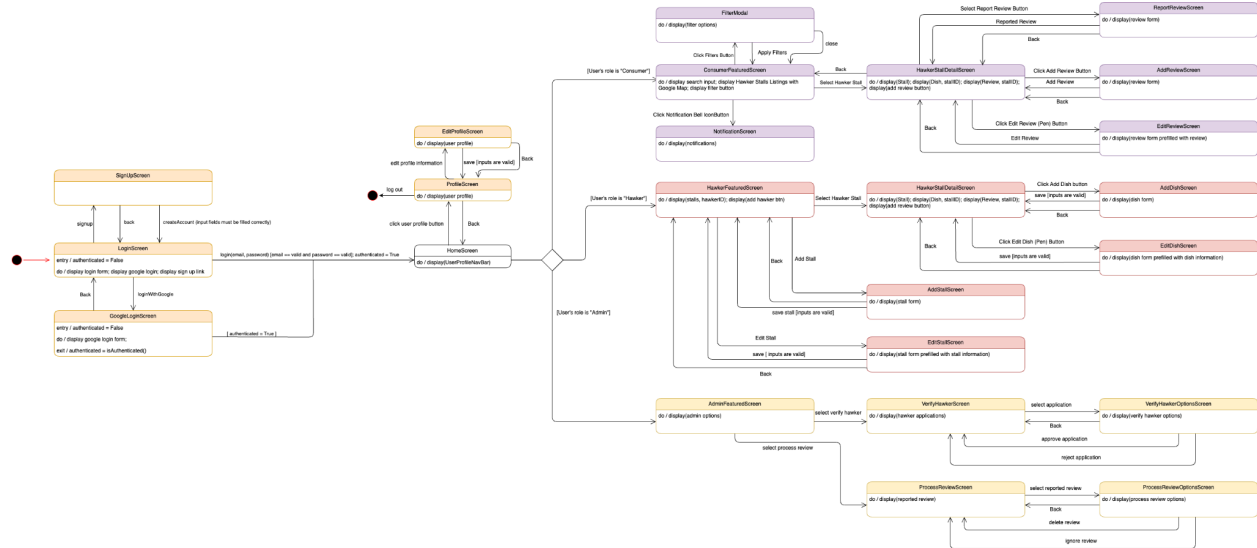 FilterModal
do / display(filter options)
Click Filters Button
Apply Filters
close
[User's role is "Consumer"]
ConsumerFeaturedScreen
do / display search input; display Hawker Stalls Listings with
Google Map; display filter button
Back
Select Hawker Stall
Click Notification Bell IconButton
NotificationScreen
do / display(notifications)
HawkerStallDetailScreen
do / display(Stall); display(Dish, stallID); display(Review, stallID);
display(add review button)
Select Report Review Button
Reported Review
Back
ReportReviewScreen
do / display(review form)
Click Add Review Button
Add Review
Back
AddReviewScreen
do / display(review form)
Click Edit Review (Pen) Button
Edit Review
EditReviewScreen
do / display(review form prefilled with review)
EditProfileScreen
do / display(user profile)
edit profile information
save [inputs are valid]
Back
ProfileScreen
do / display(user profile)
log out
click user profile button
Back
HomeScreen
do / display(UserProfileNavBar)
SignUpScreen
signup
back
createAccount (input fields must be filled correctly)
LoginScreen
entry / authenticated = False
do / display login form; display google login; display sign up link
login(email, password) [email == valid and password == valid]; authenticated = True
Back
loginWithGoogle
GoogleLoginScreen
entry / authenticated = False
do / display google login form;
exit / authenticated = isAuthenticated()
[ authenticated = True ]
[User's role is "Hawker"]
HawkerFeaturedScreen
do / display(stalls, hawkerID); display(add hawker btn)
Select Hawker Stall
HawkerStallDetailScreen
do / display(Stall); display(Dish, stallID); display(Review, stallID);
display(add review button)
Click Add Dish button
save [inputs are valid]
Back
AddDishScreen
do / display(dish form)
Click Edit Dish (Pen) Button
save [inputs are valid]
Back
EditDishScreen
do / display(dish form prefilled with dish information)
Add Stall
Back
save stall [inputs are valid]
AddStallScreen
do / display(stall form)
Edit Stall
save [ inputs are valid]
Back
EditStallScreen
do / display(stall form prefilled with stall information)
[User's role is "Admin"]
AdminFeaturedScreen
do / display(admin options)
select verify hawker
select process review
VerifyHawkerScreen
do / display(hawker applications)
select application
Back
approve application
reject application
VerifyHawkerOptionsScreen
do / display(verify hawker options)
ProcessReviewScreen
do / display(reported review)
select reported review
Back
delete review
ignore review
ProcessReviewOptionsScreen
do / display(process review options)